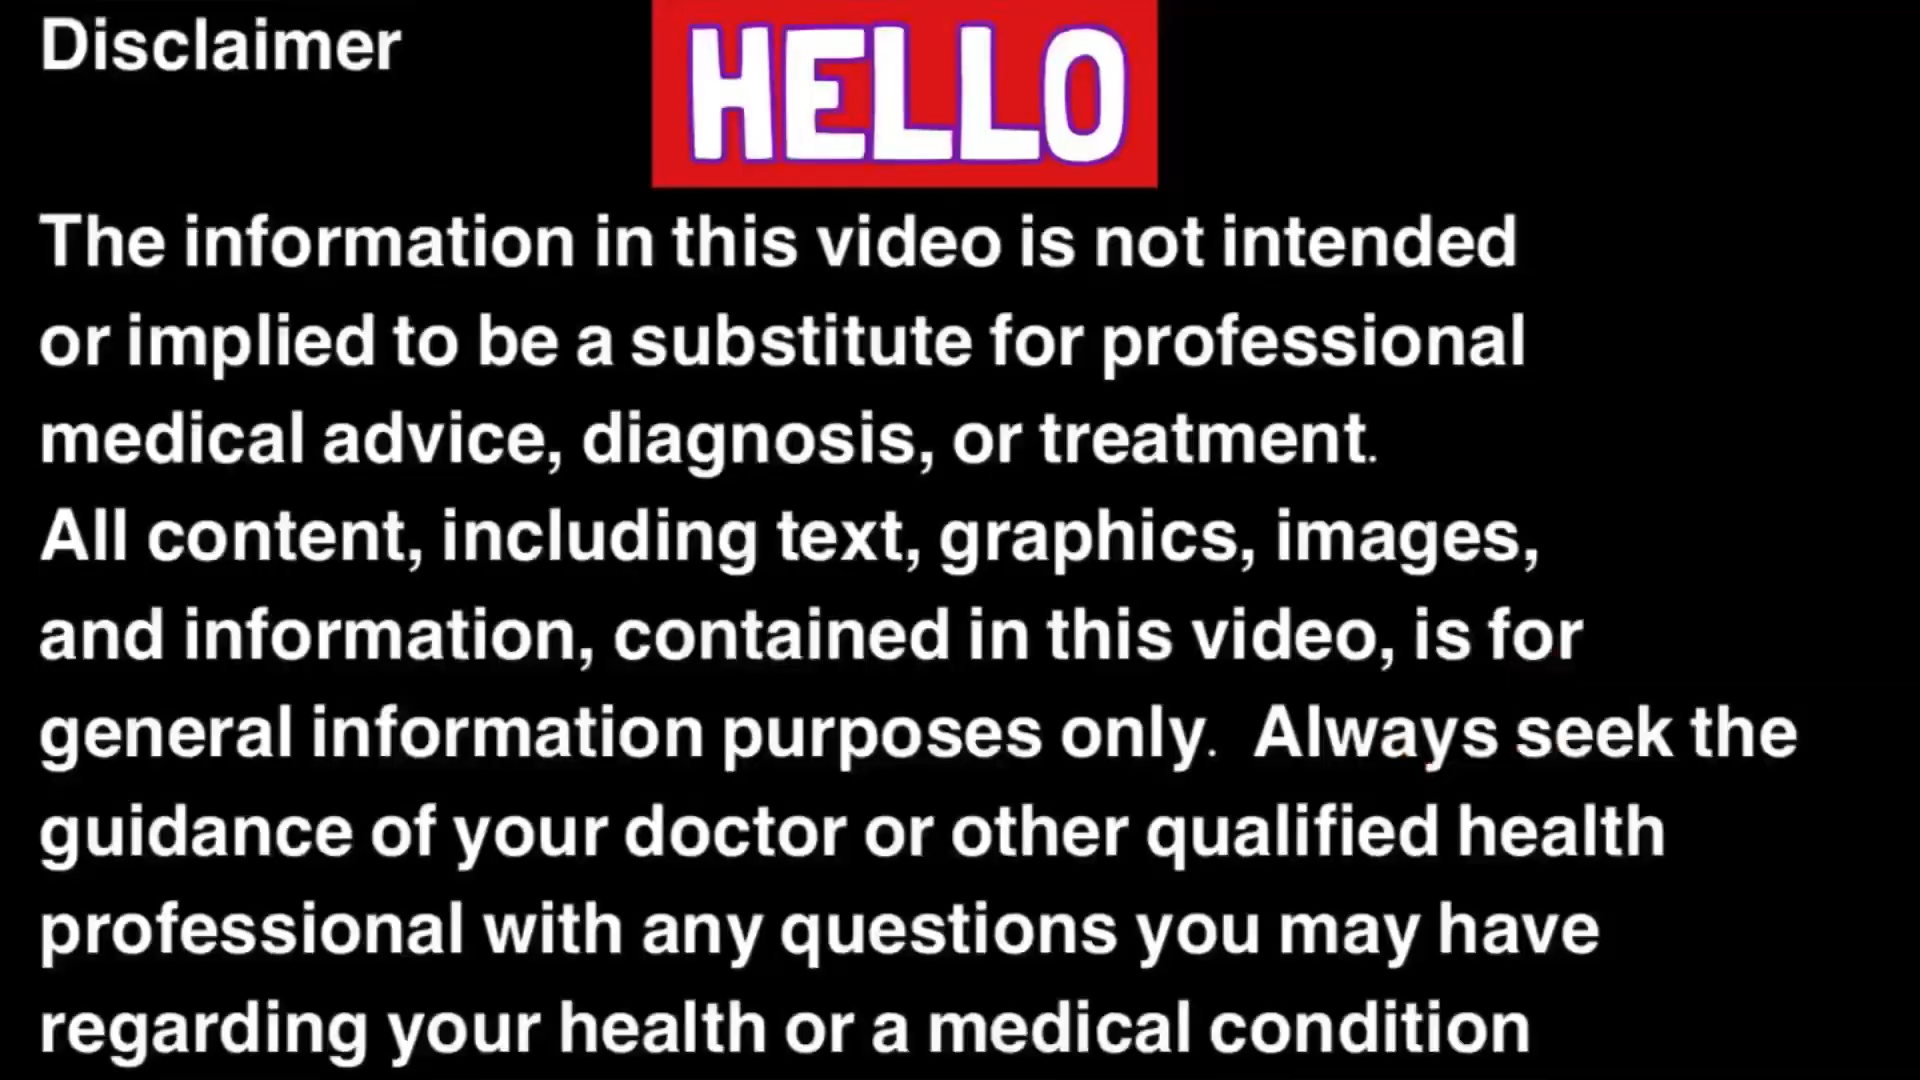 Disclaimer
HELLO
The information in this video is not intended
or implied to be a substitute for professional
medical advice, diagnosis, or treatment.
All content, including text, graphics, images,
and information, contained in this video, is for
general information purposes only.  Always seek the
guidance of your doctor or other qualified health
professional with any questions you may have
regarding your health or a medical condition